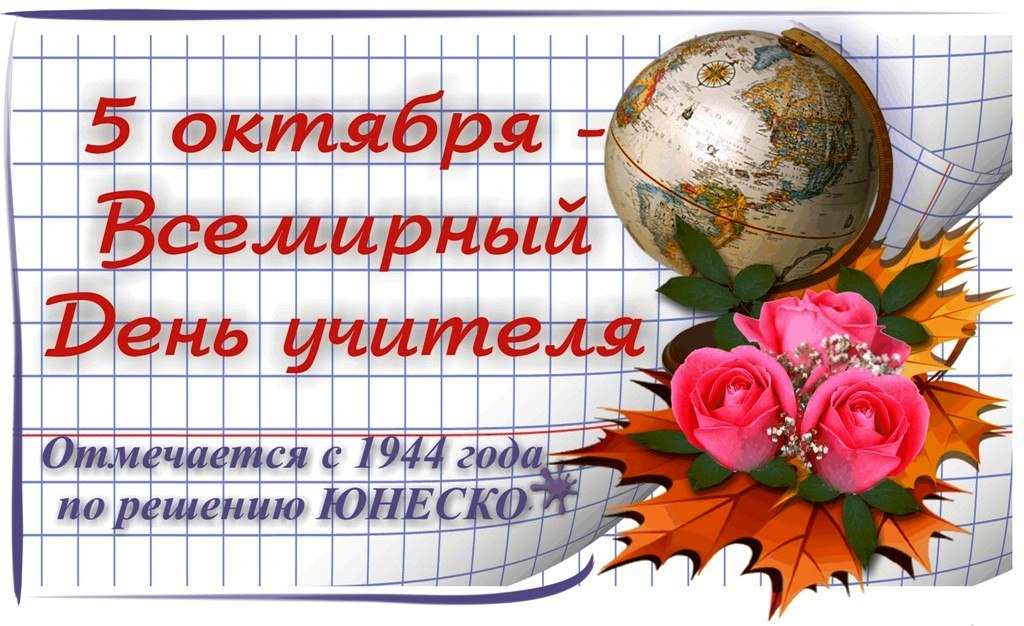 5 октября -
Всемирный
День учителя
Отмечается с 1944 года
по решению ЮНЕСКО